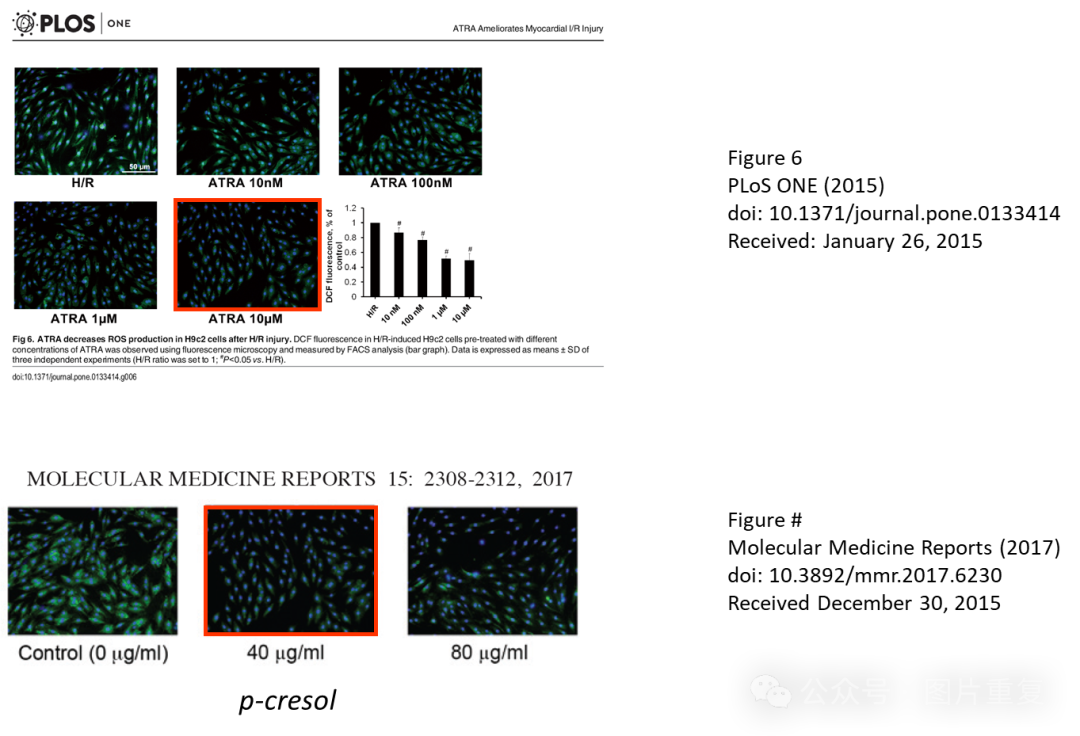 PLOS ONE
ATRA Ameliorates Myocardial I/R Injury
50 μm
H/R
ATRA 10nM
ATRA 100nM
ATRA 1μM
ATRA 10μM
DCF fluorescence, % of
control
1.2
1
0.8
0.6
0.4
0.2
0
#
#
#
#
H/R
10 nM
100 nM
1 μM
10 μM
Fig 6. ATRA decreases ROS production in H9c2 cells after H/R injury. DCF fluorescence in H/R-induced H9c2 cells pre-treated with different
concentrations of ATRA was observed using fluorescence microscopy and measured by FACS analysis (bar graph). Data is expressed as means ± SD of
three independent experiments (H/R ratio was set to 1; #P<0.05 vs. H/R).
doi:10.1371/journal.pone.0133414.g006
Figure 6
PLoS ONE (2015)
doi: 10.1371/journal.pone.0133414
Received: January 26, 2015
MOLECULAR MEDICINE REPORTS 15: 2308-2312, 2017
Control (0 μg/ml)
40 μg/ml
80 μg/ml
p-cresol
Figure #
Molecular Medicine Reports (2017)
doi: 10.3892/mmr.2017.6230
Received December 30, 2015
公众号 图片重复